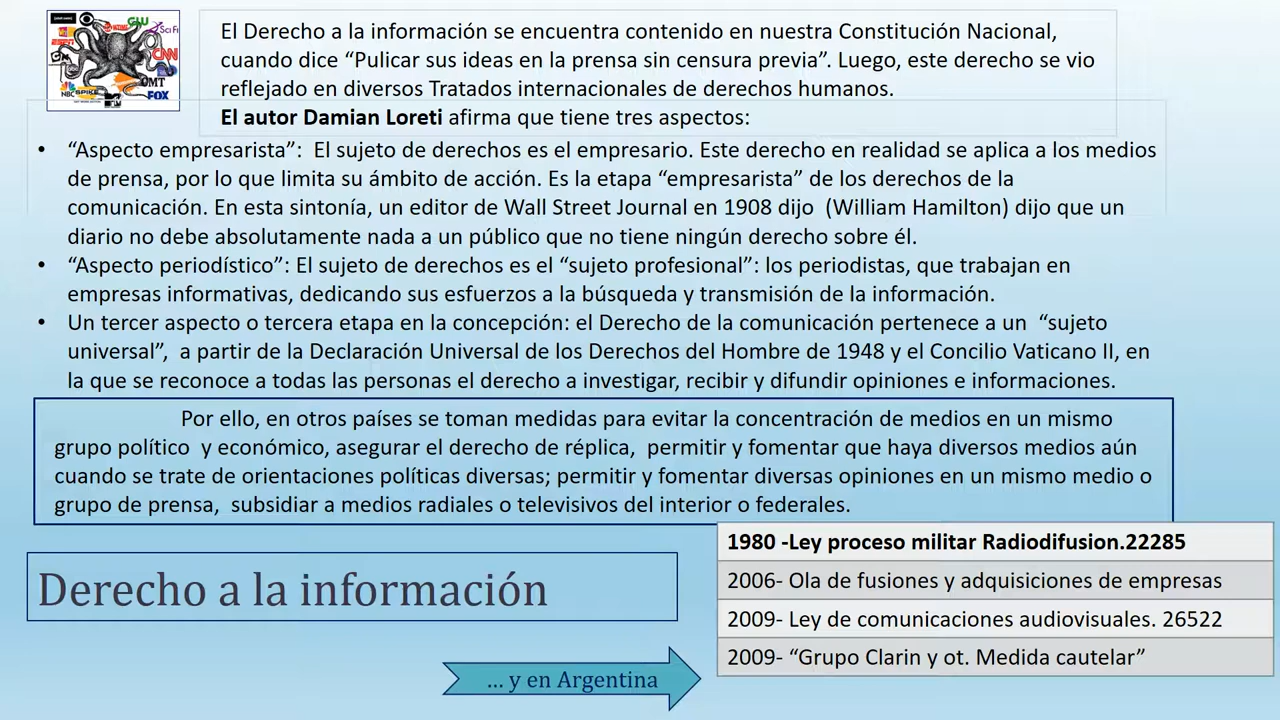 GLU
Sci Fi
CNN
OMT
NBC
SPIKE
FOX
El Derecho a la información se encuentra contenido en nuestra Constitución Nacional,
cuando dice “Pulicar sus ideas en la prensa sin censura previa”. Luego, este derecho se vio
reflejado en diversos Tratados internacionales de derechos humanos.
El autor Damian Loreti afirma que tiene tres aspectos:
• “Aspecto empresarista”: El sujeto de derechos es el empresario. Este derecho en realidad se aplica a los medios
de prensa, por lo que limita su ámbito de acción. Es la etapa “empresarista” de los derechos de la
comunicación. En esta sintonía, un editor de Wall Street Journal en 1908 dijo (William Hamilton) dijo que un
diario no debe absolutamente nada a un público que no tiene ningún derecho sobre él.
• “Aspecto periodístico”: El sujeto de derechos es el “sujeto profesional”: los periodistas, que trabajan en
empresas informativas, dedicando sus esfuerzos a la búsqueda y transmisión de la información.
• Un tercer aspecto o tercera etapa en la concepción: el Derecho de la comunicación pertenece a un “sujeto
universal”, a partir de la Declaración Universal de los Derechos del Hombre de 1948 y el Concilio Vaticano II, en
la que se reconoce a todas las personas el derecho a investigar, recibir y difundir opiniones e informaciones.
Por ello, en otros países se toman medidas para evitar la concentración de medios en un mismo
grupo político y económico, asegurar el derecho de réplica, permitir y fomentar que haya diversos medios aún
cuando se trate de orientaciones políticas diversas; permitir y fomentar diversas opiniones en un mismo medio o
grupo de prensa, subsidiar a medios radiales o televisivos del interior o federales.
Derecho a la información
... y en Argentina
1980 -Ley proceso militar Radiodifusion.22285
2006- Ola de fusiones y adquisiciones de empresas
2009- Ley de comunicaciones audiovisuales. 26522
2009- “Grupo Clarin y ot. Medida cautelar”